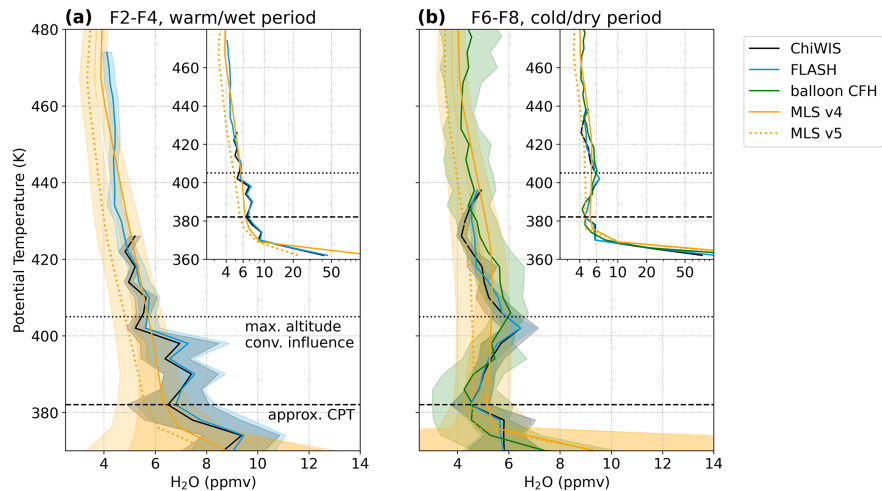 (a) F2-F4, warm/wet period
(b) F6-F8, cold/dry period
Potential Temperature (K)
480
460
440
420
400
380
460
440
420
400
380
360
4 6 10 20 50
max. altitude
conv. influence
approx. CPT
4 6 8 10 12 14
H₂O (ppmv)
460
440
420
400
380
360
4 6 10 20 50
4 6 8 10 12 14
H₂O (ppmv)
ChiWIS
FLASH
balloon CFH
MLS v4
MLS v5